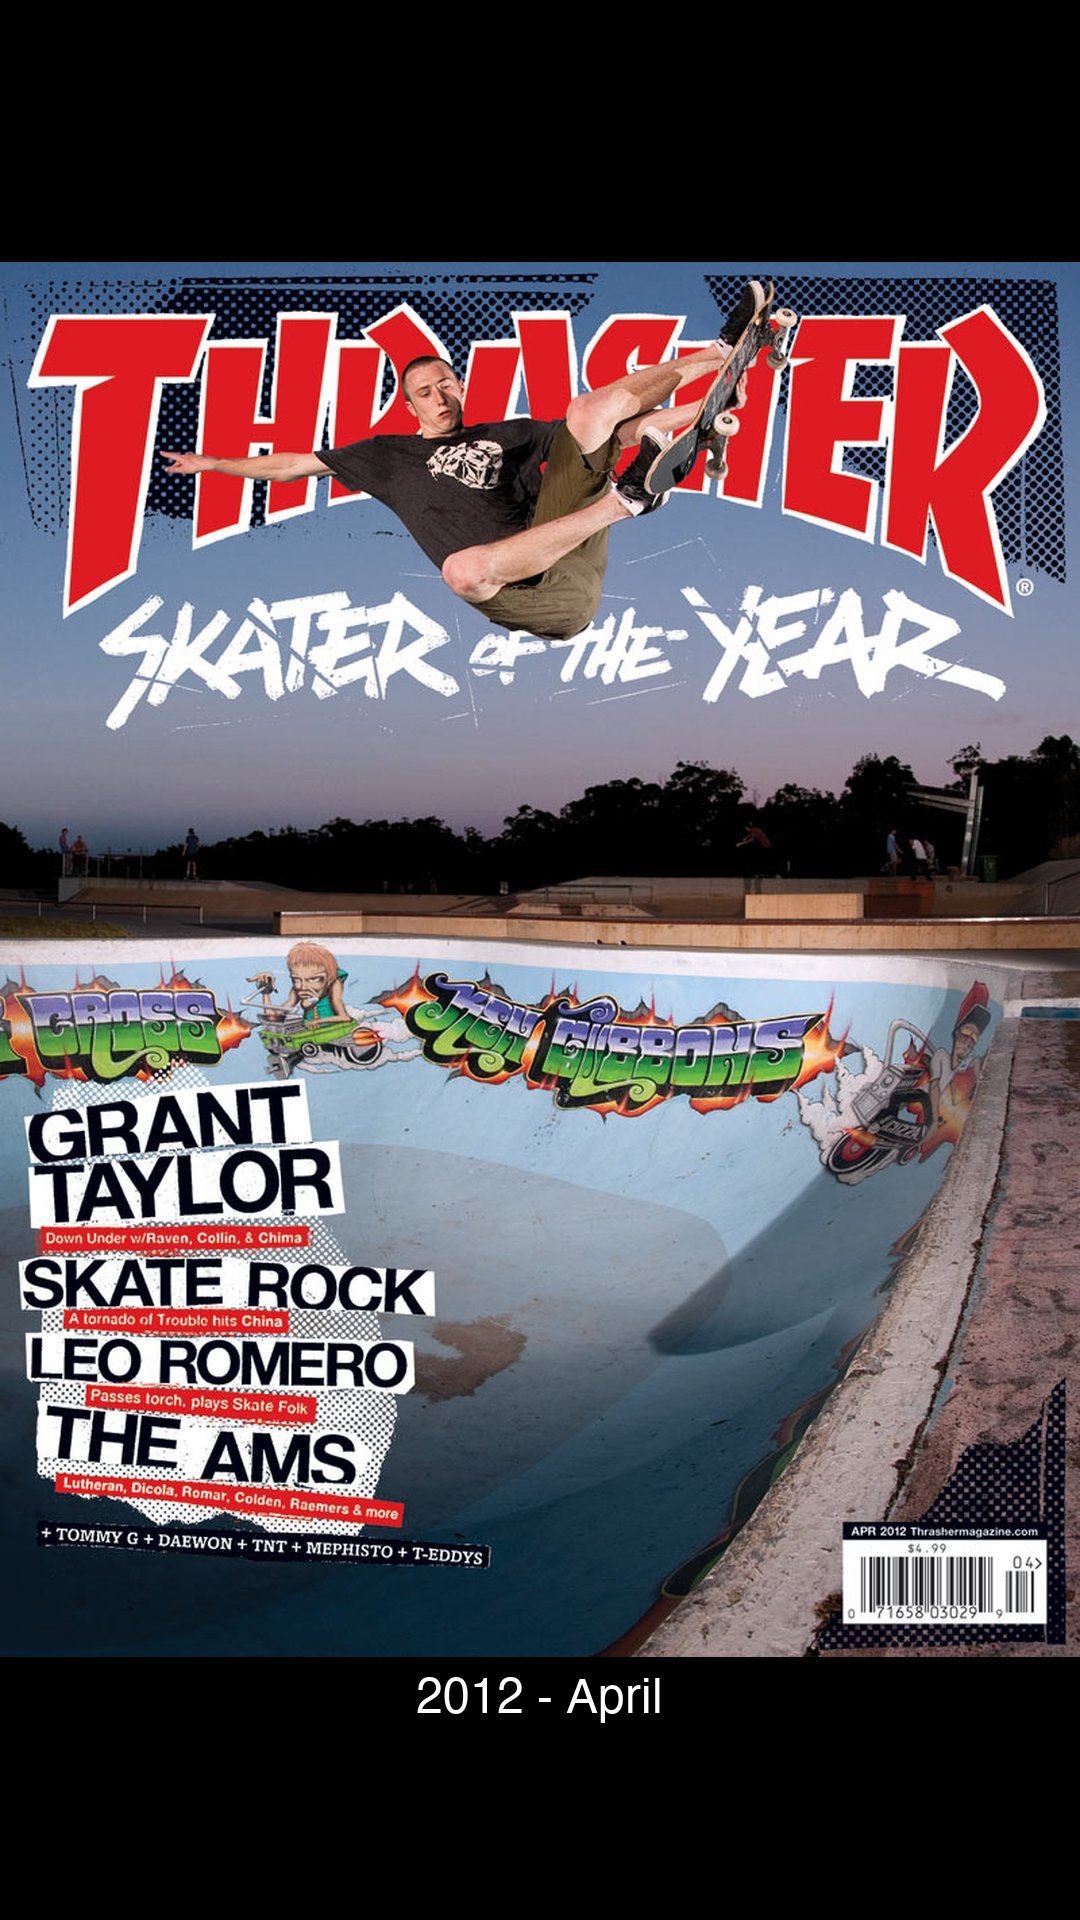 THRASHER
®
SKATER OF THE YEAR
GROSS
KEN GIBBONS
GRANT
TAYLOR
Down Under w/Raven, Collin, & Chima
SKATE ROCK
A tornado of Trouble hits China
LEO ROMERO
Passes torch, plays Skate Folk
THE AMS
Lutheran, Dicola, Romar, Colden, Raemers & more
+ TOMMY G + DAEWON + TNT + MEPHISTO + T-EDDYS
APR 2012 Thrashermagazine.com
$4.99
04>
0 71658 03029 9
2012 - April